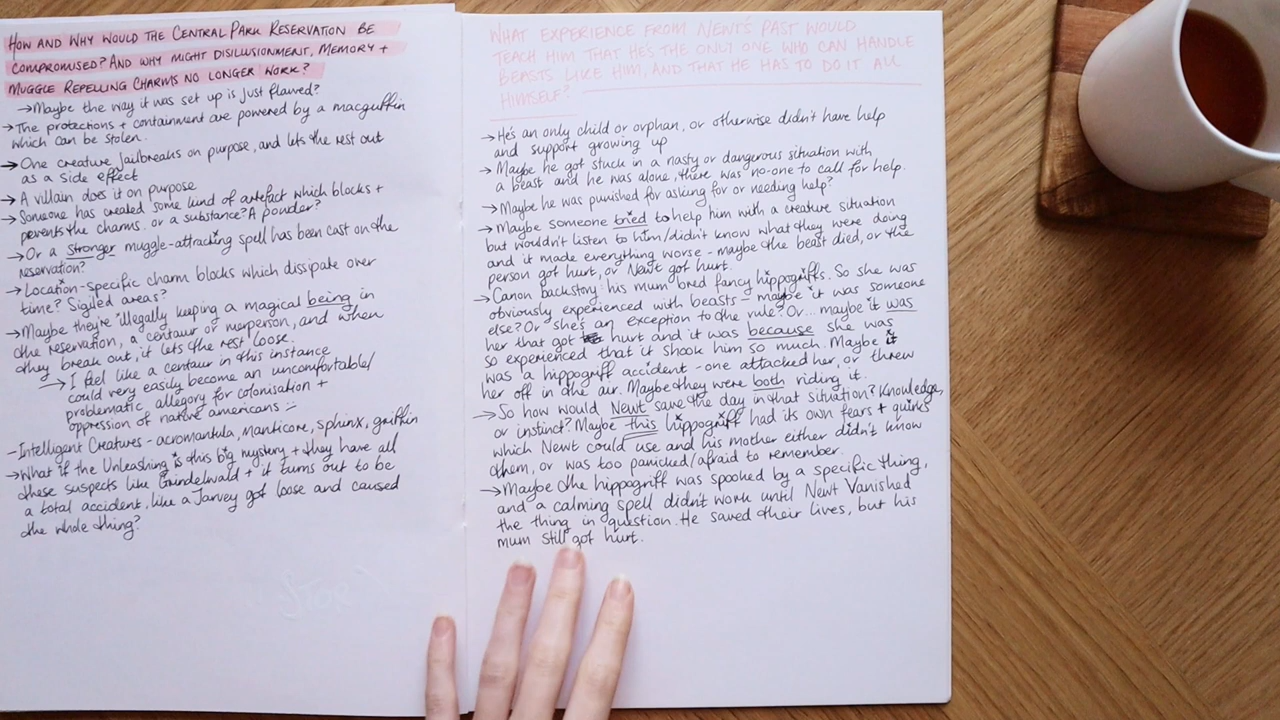 HOW AND WHY WOULD THE CENTRAL PARK RESERVATION BE
COMPROMISED? AND WHY MIGHT DISILLUSIONMENT, MEMORY +
MUGGLE REPELLING CHARMS NO LONGER WORK?
→ Maybe the way it was set up is just flawed?
→ The protections + containment are powered by a macguffin
which can be stolen.
→ One creature jailbreaks on purpose, and lets the rest out
as a side effect
→ A villain does it on purpose
→ Someone has created some kind of artefact which blocks +
prevents the charms. or a substance? A powder?
→ Or a stronger muggle-attracting spell has been cast on the
reservation?
→ Location-specific charm blocks which dissipate over
time? Sigiled areas?
→ Maybe they're illegally keeping a magical being in
the reservation, a centaur or merperson, and when
they break out, it lets the rest loose.
→ I feel like a centaur in this instance
could very easily become an uncomfortable/
problematic allegory for colonisation +
oppression of native americans :-/
- Intelligent Creatures - acromantula, Manticore, sphinx, griffin
→ What if the Unleashing is this big mystery + they have all
these suspects like Grindelwald + it turns out to be
a total accident, like a Jarvey got loose and caused
the whole thing?
WHAT EXPERIENCE FROM NEWT'S PAST WOULD
TEACH HIM THAT HE'S THE ONLY ONE WHO CAN HANDLE
BEASTS LIKE HIM, AND THAT HE HAS TO DO IT ALL
HIMSELF?
→ He's an only child or orphan, or otherwise didn't have help
and support growing up
→ Maybe he got stuck in a nasty or dangerous situation with
a beast and he was alone, there was no-one to call for help.
→ Maybe he was punished for asking for or needing help?
→ Maybe someone tried to help him with a creature situation
but wouldn't listen to him/didn't know what they were doing
and it made everything worse - maybe the beast died, or the
person got hurt, or Newt got hurt.
→ Canon backstory: his mum bred fancy hippogriffs. So she was
obviously experienced with beasts - maybe it was someone
else? Or she's an exception to the rule? Or... maybe it was
her that got hurt and it was because she was
so experienced that it shook him so much. Maybe it
was a hippogriff accident - one attacked her, or threw
her off in the air. Maybe they were both riding it.
→ So how would Newt save the day in that situation? Knowledge,
or instinct? Maybe this hippogriff had its own fears + quirks
which Newt could use and his mother either didn't know
them, or was too panicked/afraid to remember.
→ Maybe the hippogriff was spooked by a specific thing,
and a calming spell didn't work until Newt Vanished
the thing in question. He saved their lives, but his
mum still got hurt.